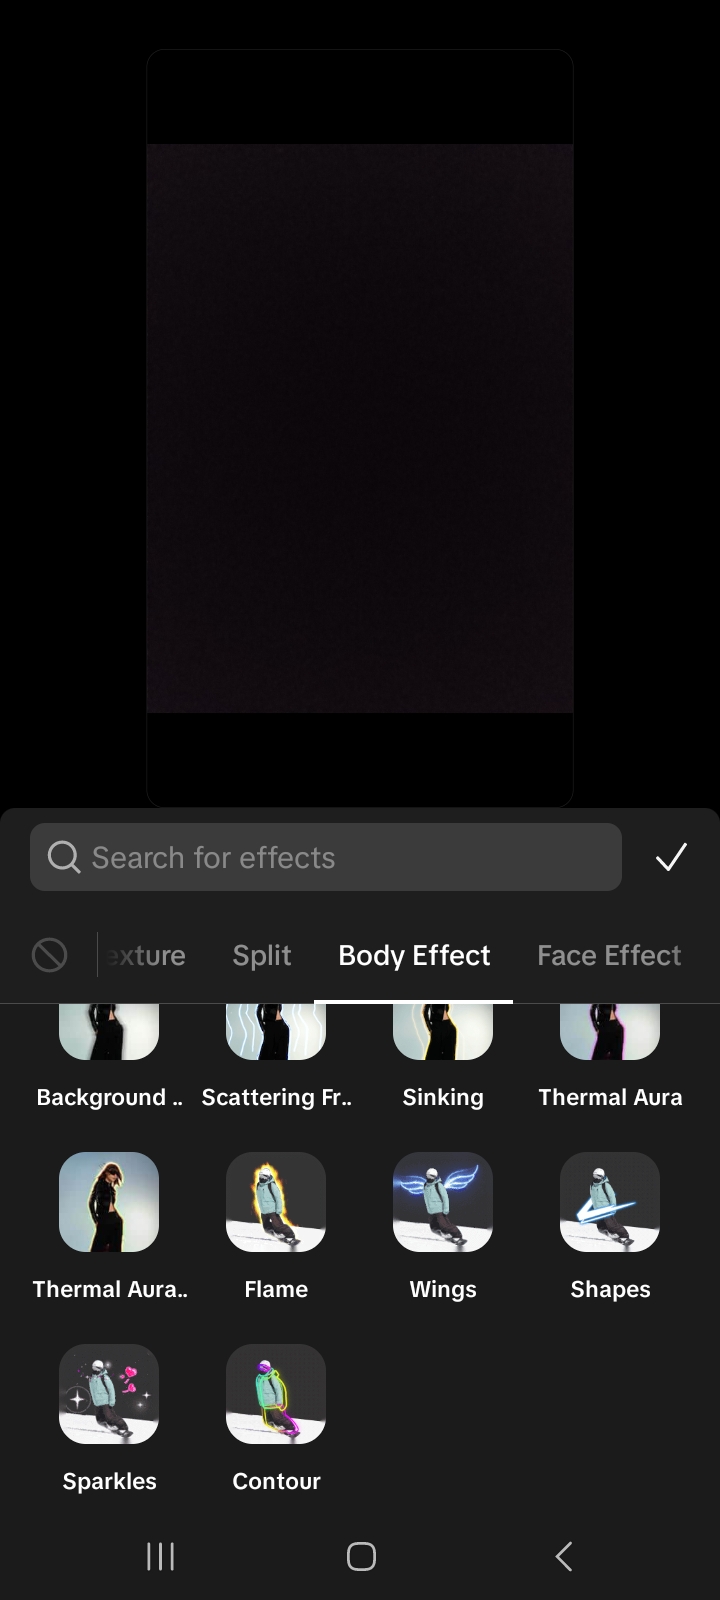 Search for effects
exture Split Body Effect Face Effect
Background .. Scattering Fr.. Sinking Thermal Aura
Thermal Aura.. Flame Wings Shapes
Sparkles Contour